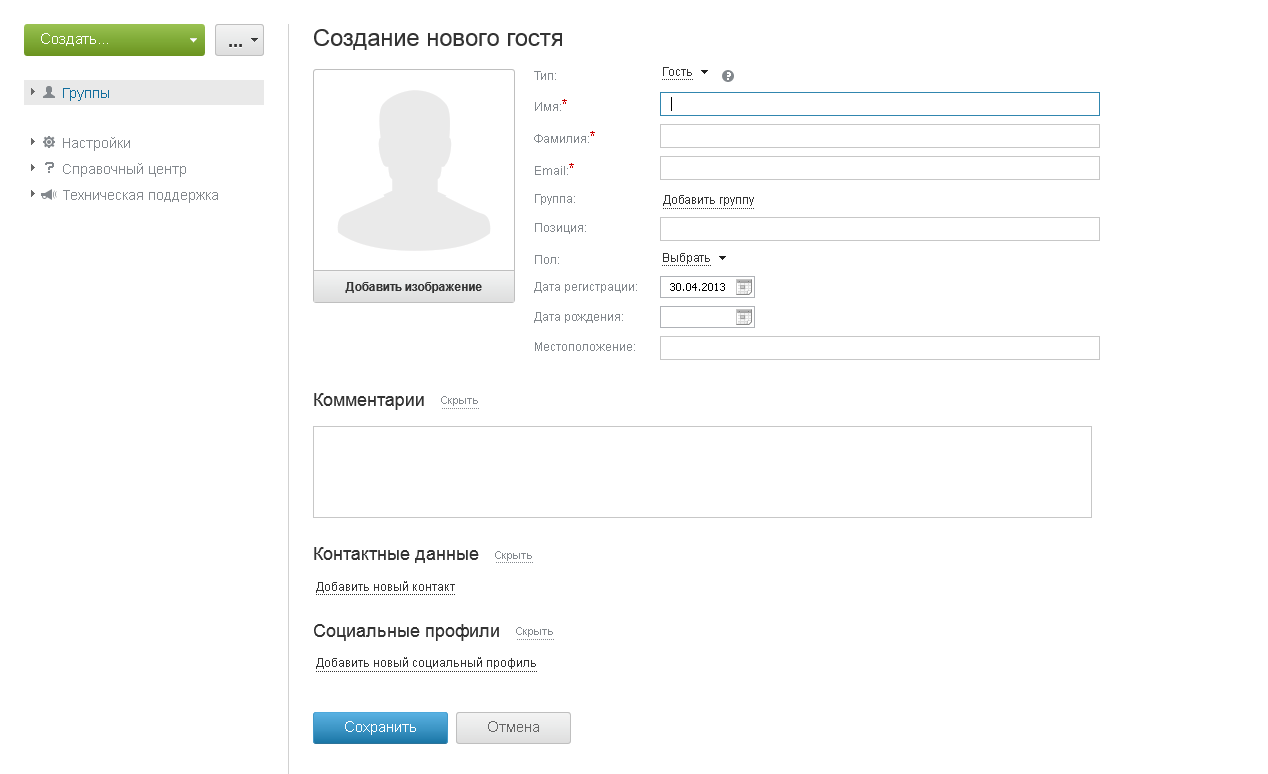 Создать...
...
Группы
Настройки
Справочный центр
Техническая поддержка
Создание нового гостя
Добавить изображение
Тип: Гость ?
Имя:*
Фамилия:*
Email:*
Группа: Добавить группу
Позиция:
Пол: Выбрать
Дата регистрации: 30.04.2013
Дата рождения:
Местоположение:
Комментарии Скрыть
Контактные данные Скрыть
Добавить новый контакт
Социальные профили Скрыть
Добавить новый социальный профиль
Сохранить Отмена